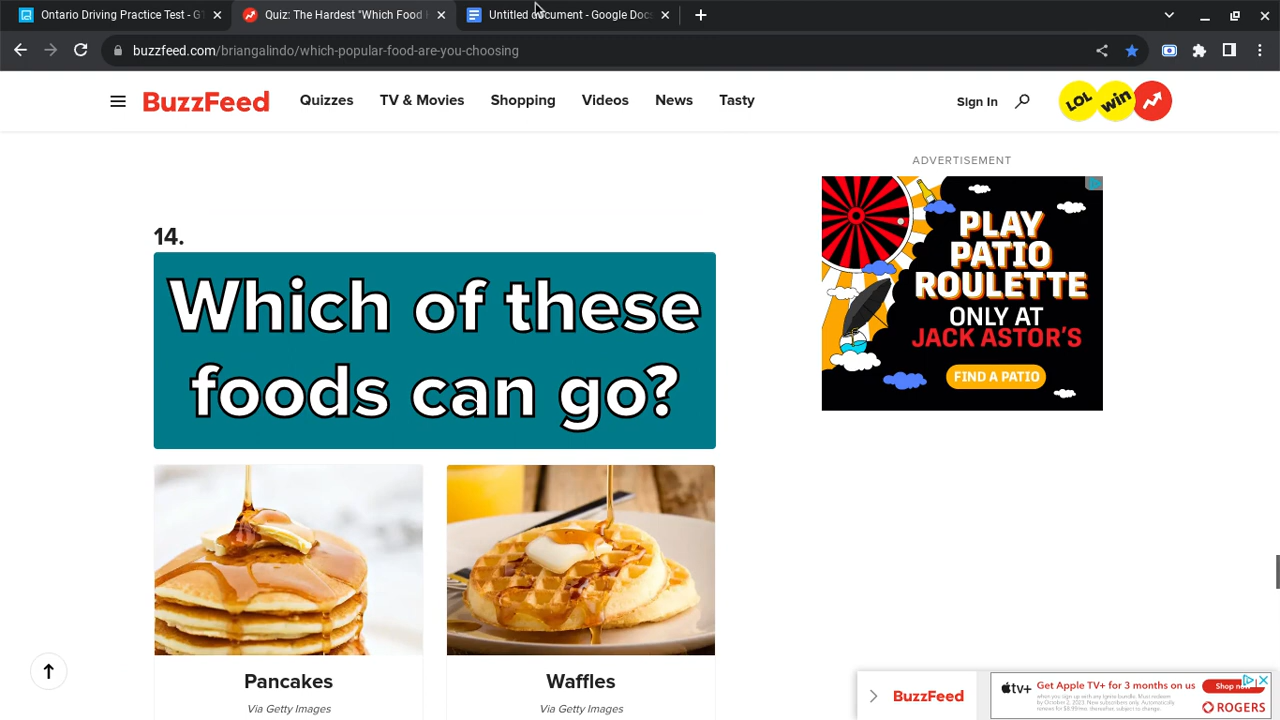 Ontario Driving Practice Test - G1
Quiz: The Hardest "Which Food
Untitled document - Google Docs
buzzfeed.com/briangalindo/which-popular-food-are-you-choosing
BuzzFeed
Quizzes
TV & Movies
Shopping
Videos
News
Tasty
Sign In
LOL
win
ADVERTISEMENT
PLAY
PATIO
ROULETTE
ONLY AT
JACK ASTOR'S
FIND A PATIO
14.
Which of these
foods can go?
Pancakes
Waffles
Via Getty Images
Via Getty Images
BuzzFeed
tv+
Get Apple TV+ for 3 months on us
Shop now
ROGERS